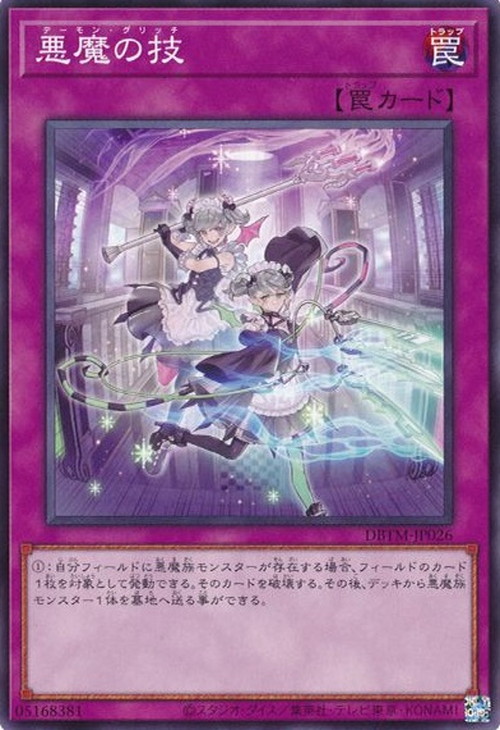 デーモン・グリッチ
悪魔の技
トラップ
罠
トラップ
【罠カード】
DBTM-JP026
①：自分フィールドに悪魔族モンスターが存在する場合、フィールドのカード
1枚を対象として発動できる。そのカードを破壊する。その後、デッキから悪魔族
モンスター1体を墓地へ送る事ができる。
05168381
©スタジオ・ダイス/集英社・テレビ東京・KONAMI